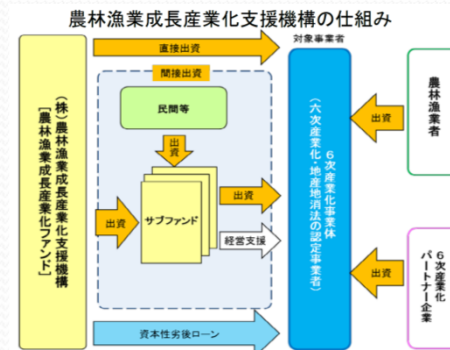 農林漁業成長産業化支援機構の仕組み
対象事業者
直接出資
間接出資
民間等
出資
サブファンド
出資
出資
経営支援
資本性劣後ローン
(株)農林漁業成長産業化支援機構
[農林漁業成長産業化ファンド]
6次産業化事業体
(六次産業化・地産地消法の認定事業者)
出資
農林漁業者
出資
6次産業化
パートナー企業